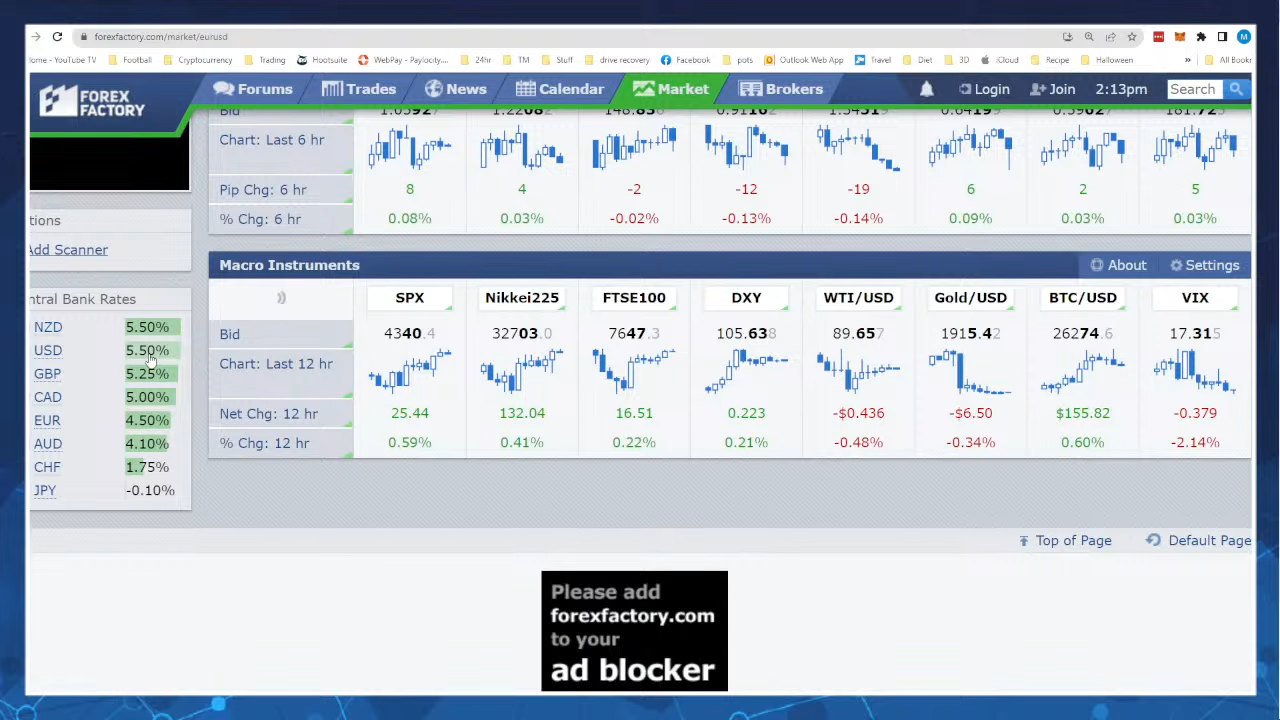 forexfactory.com/market/eurusd
ome - YouTube TV Football Cryptocurrency Trading Hootsuite WebPay - Paylocity... 24hr TM Stuff drive recovery Facebook pots Outlook Web App Travel Diet 3D iCloud Recipe Halloween » All Bookr
FOREX FACTORY Forums Trades News Calendar Market Brokers Login Join 2:13pm Search
Bid
Chart: Last 6 hr
Pip Chg: 6 hr 8 4 -2 -12 -19 6 2 5
% Chg: 6 hr 0.08% 0.03% -0.02% -0.13% -0.14% 0.09% 0.03% 0.03%
tions
Add Scanner
Macro Instruments About Settings
ntral Bank Rates
SPX Nikkei225 FTSE100 DXY WTI/USD Gold/USD BTC/USD VIX
NZD 5.50%
Bid 4340.4 32703.0 7647.3 105.638 89.657 1915.42 26274.6 17.315
USD 5.50%
Chart: Last 12 hr
GBP 5.25%
CAD 5.00%
Net Chg: 12 hr 25.44 132.04 16.51 0.223 -$0.436 -$6.50 $155.82 -0.379
EUR 4.50%
% Chg: 12 hr 0.59% 0.41% 0.22% 0.21% -0.48% -0.34% 0.60% -2.14%
AUD 4.10%
CHF 1.75%
JPY -0.10%
Top of Page Default Page
Please add
forexfactory.com
to your
ad blocker